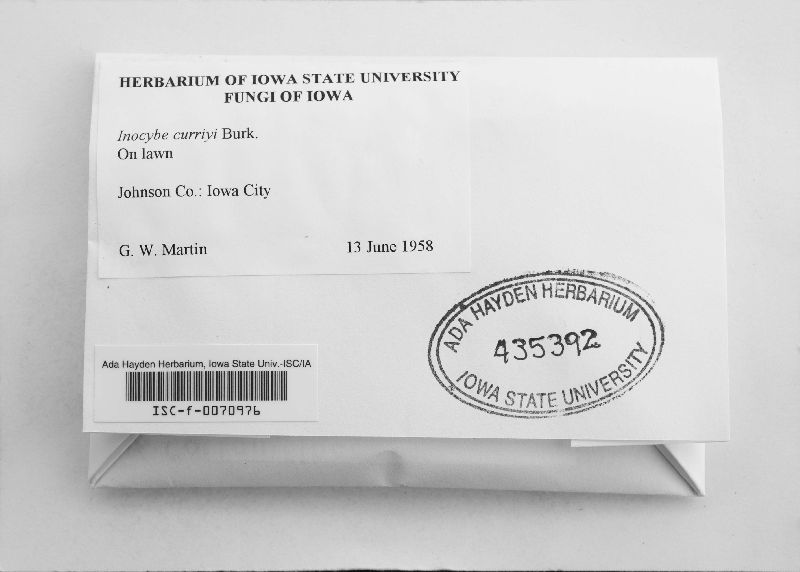 HERBARIUM OF IOWA STATE UNIVERSITY
FUNGI OF IOWA
Inocybe curriyi Burk.
On lawn
Johnson Co.: Iowa City
G. W. Martin 13 June 1958
ADA HAYDEN HERBARIUM
435392
IOWA STATE UNIVERSITY
Ada Hayden Herbarium, Iowa State Univ.-ISC/IA
ISC-f-0070976